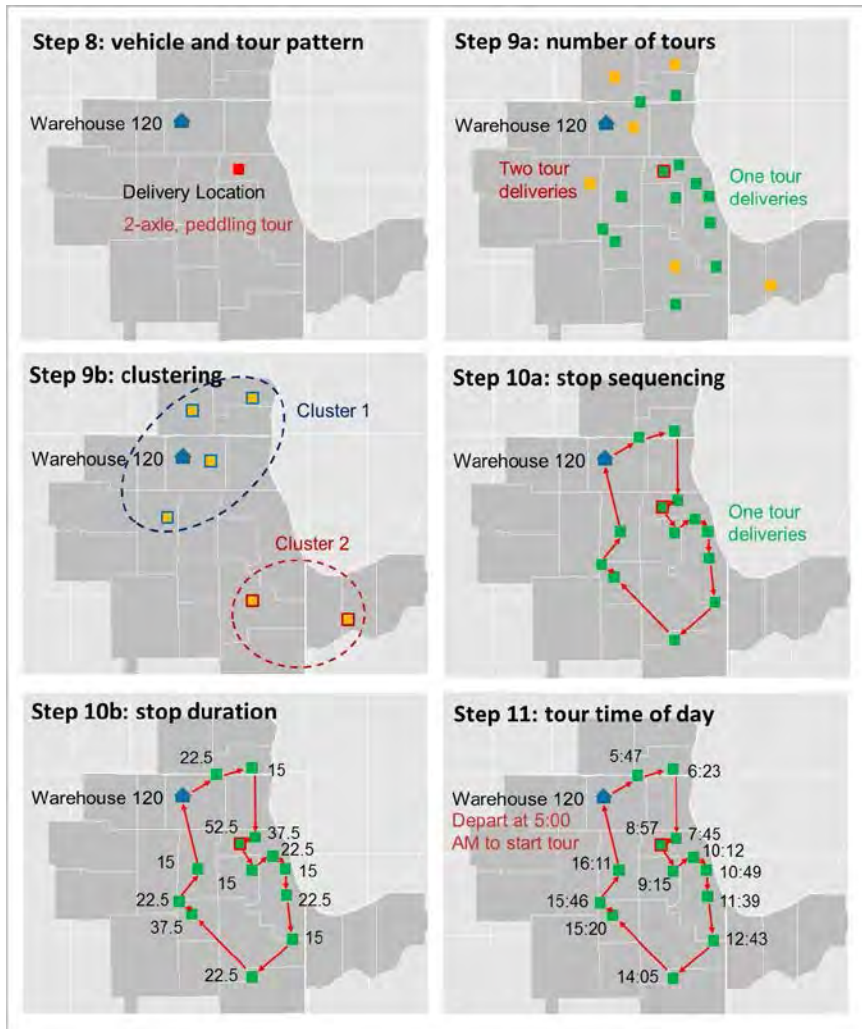 Step 8: vehicle and tour pattern
Warehouse 120
Delivery Location
2-axle, peddling tour
Step 9a: number of tours
Warehouse 120
Two tour
deliveries
One tour
deliveries
Step 9b: clustering
Cluster 1
Warehouse 120
Cluster 2
Step 10a: stop sequencing
Warehouse 120
One tour
deliveries
Step 10b: stop duration
22.5
15
Warehouse 120
52.5
37.5
22.5
15
15
15
22.5
22.5
37.5
15
22.5
Step 11: tour time of day
5:47
6:23
Warehouse 120
Depart at 5:00
AM to start tour
8:57
7:45
10:12
16:11
9:15
10:49
11:39
15:46
15:20
12:43
14:05